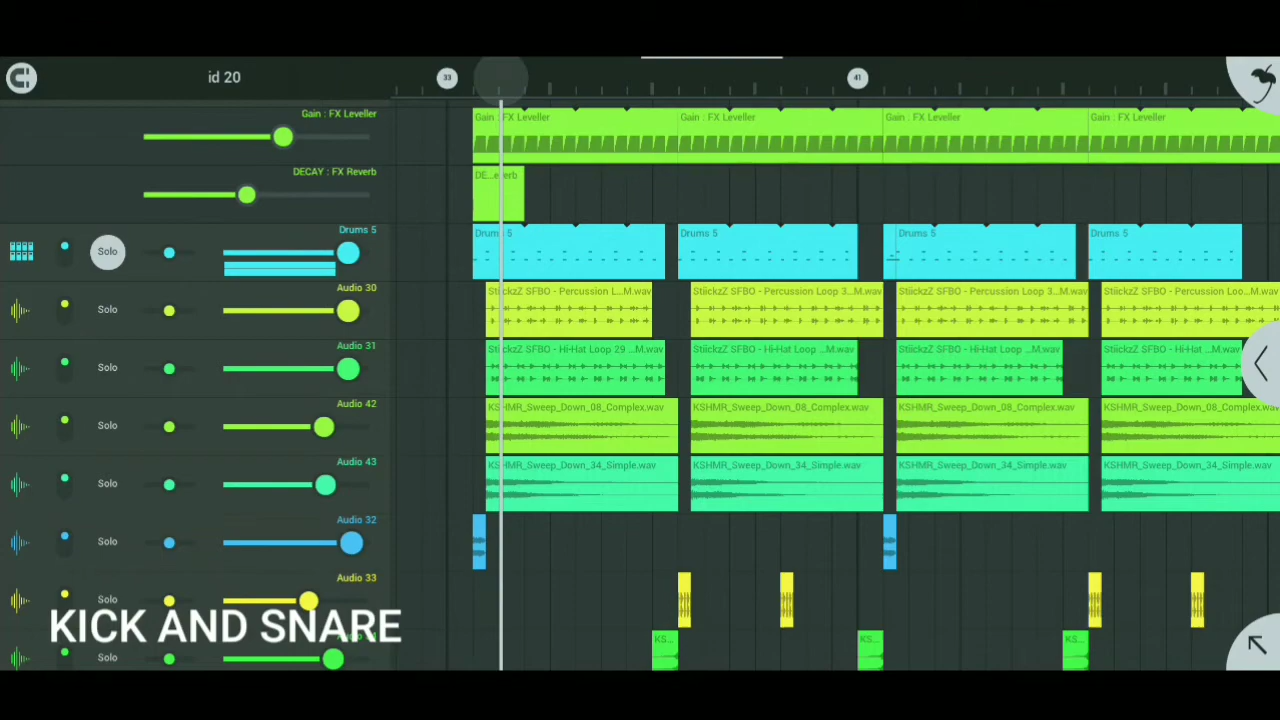 id 20
33
41
Gain : FX Leveller
Gain : FX Leveller
Gain : FX Leveller
Gain : FX Leveller
Gain : FX Leveller
DECAY : FX Reverb
DE...everb
Drums 5
Solo
Drums 5
Drums 5
Drums 5
Drums 5
Audio 30
Solo
StiickzZ SFBO - Percussion L...M.wav
StiickzZ SFBO - Percussion Loop 3...M.wav
StiickzZ SFBO - Percussion Loop 3...M.wav
StiickzZ SFBO - Percussion Loo...M.wav
Audio 31
Solo
StiickzZ SFBO - Hi-Hat Loop 29 ...M.wav
StiickzZ SFBO - Hi-Hat Loop ...M.wav
StiickzZ SFBO - Hi-Hat Loop ...M.wav
StiickzZ SFBO - Hi-Hat ...M.wav
Audio 42
Solo
KSHMR_Sweep_Down_08_Complex.wav
KSHMR_Sweep_Down_08_Complex.wav
KSHMR_Sweep_Down_08_Complex.wav
KSHMR_Sweep_Down_08_Complex.wav
Audio 43
Solo
KSHMR_Sweep_Down_34_Simple.wav
KSHMR_Sweep_Down_34_Simple.wav
KSHMR_Sweep_Down_34_Simple.wav
KSHMR_Sweep_Down_34_Simple.wav
Audio 32
Solo
Audio 33
KICK AND SNARE
Solo
KS...
KS...
KS...